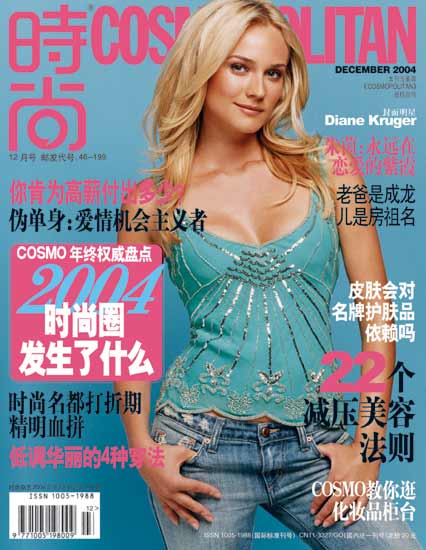 時尚
COSMOPOLITAN
DECEMBER 2004
12月号 邮发代号:46-199
封面明星
Diane Kruger
朱茵:永远在
恋爱的紫霞
你肯为高薪付出多少?
伪单身:爱情机会主义者
老爸是成龙
儿是房祖名
COSMO 年终权威盘点
2004
时尚圈
发生了什么
皮肤会对
名牌护肤品
依赖吗
22个
减压美容
法则
时尚名都打折期
精明血拼
低调华丽的4种穿法
COSMO教你逛
化妆品柜台
ISSN 1005-1988
12>
9 771005 198009